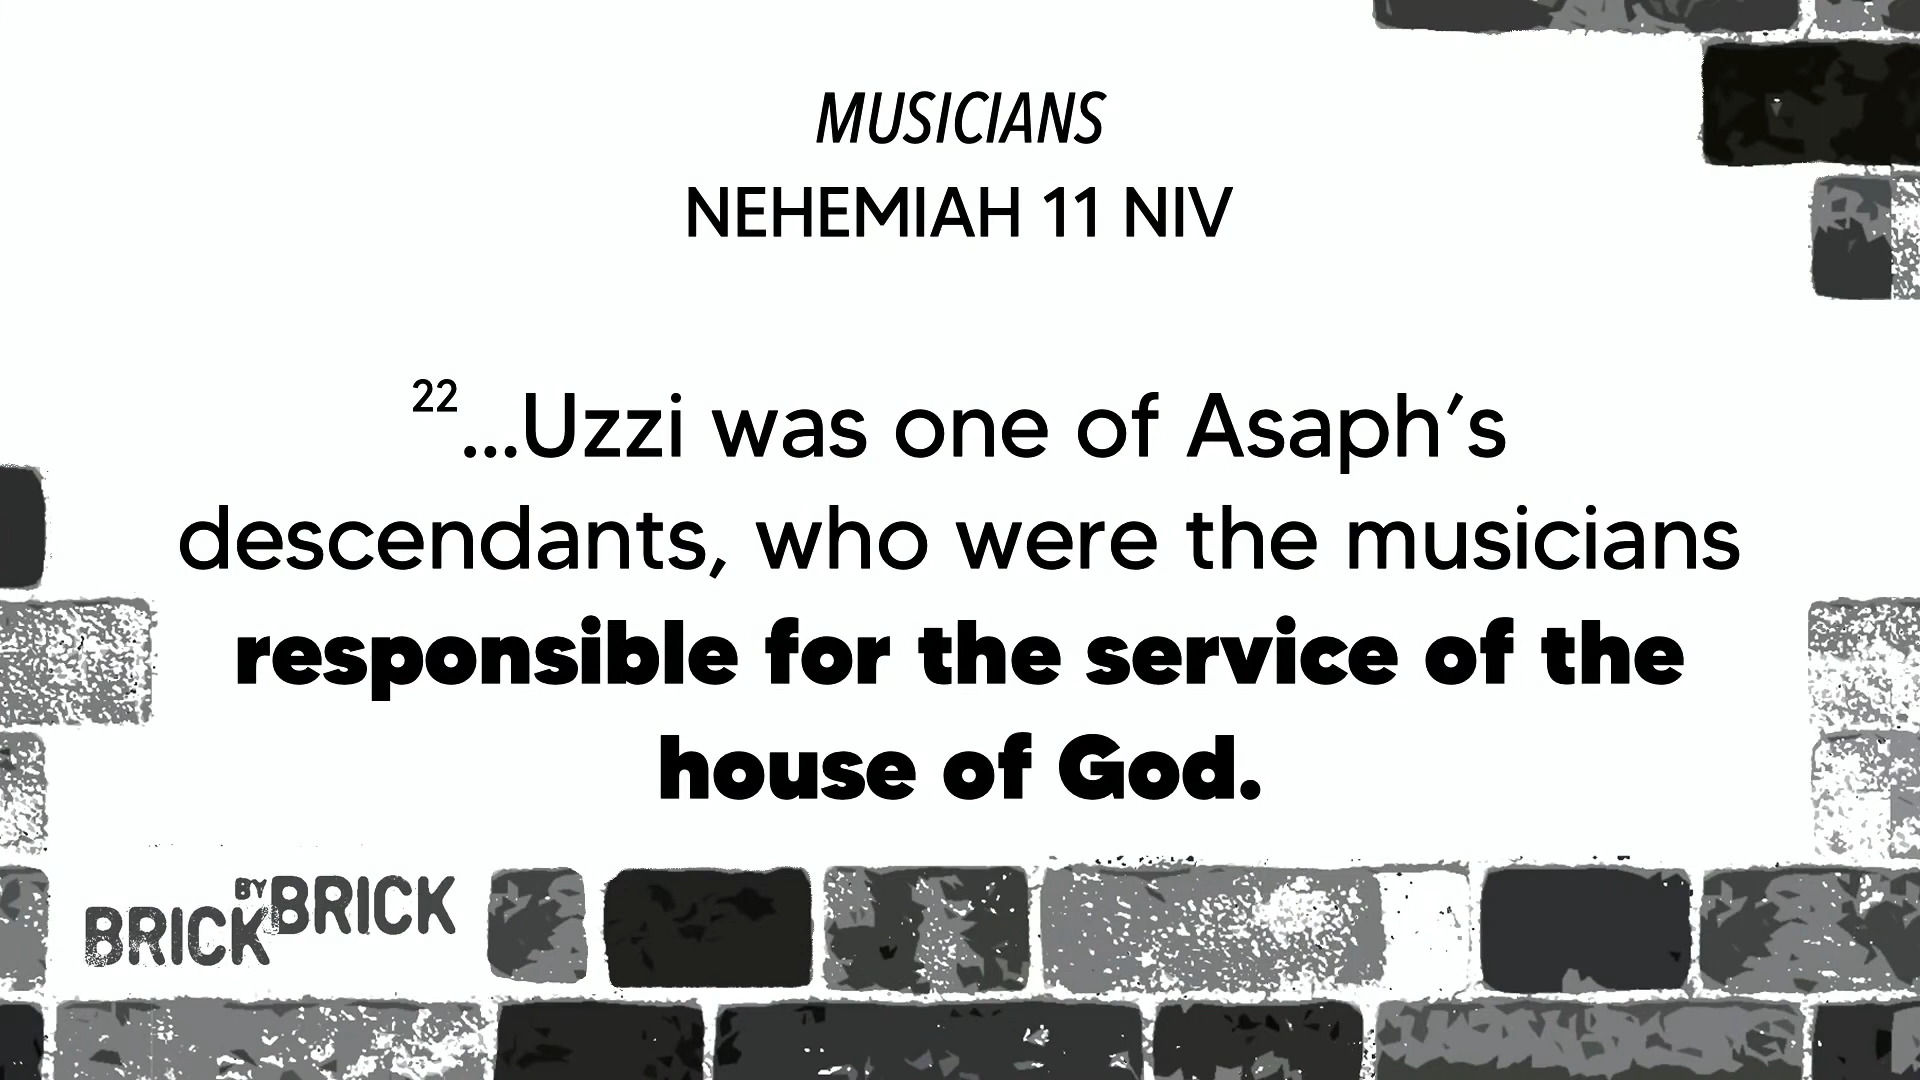 MUSICIANS
NEHEMIAH 11 NIV
22...Uzzi was one of Asaph’s
descendants, who were the musicians
responsible for the service of the
house of God.
BRICK BY BRICK